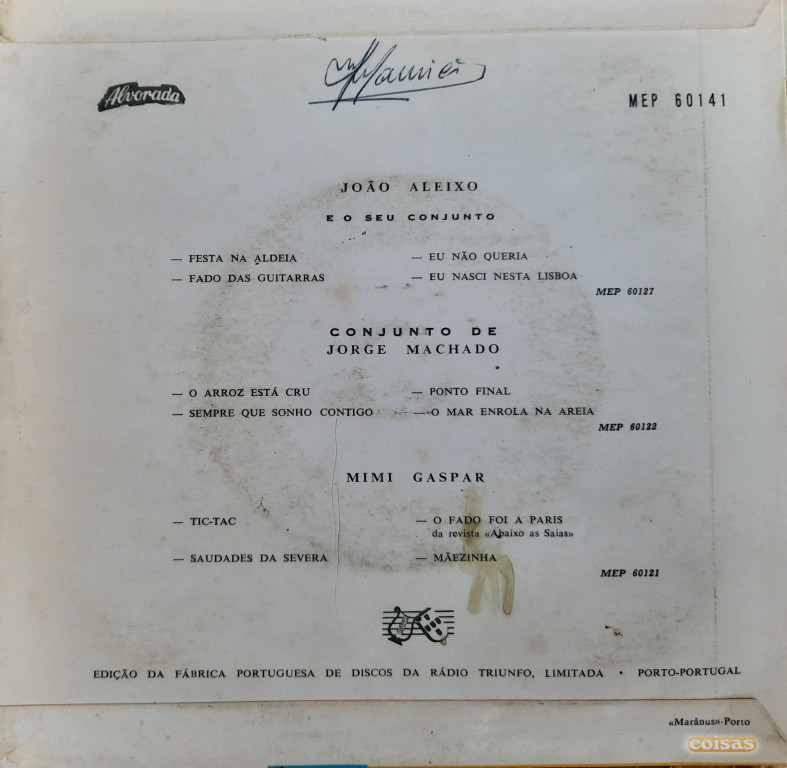 Alvorada
MEP 60141
JOÃO ALEIXO
E O SEU CONJUNTO
— FESTA NA ALDEIA — EU NÃO QUERIA
— FADO DAS GUITARRAS — EU NASCI NESTA LISBOA
MEP 60127
CONJUNTO DE
JORGE MACHADO
— O ARROZ ESTÁ CRU — PONTO FINAL
— SEMPRE QUE SONHO CONTIGO — O MAR ENROLA NA AREIA
MEP 60122
MIMI GASPAR
— TIC-TAC — O FADO FOI A PARIS
da revista «Abaixo as Saias»
— SAUDADES DA SEVERA — MÃEZINHA
MEP 60121
EDIÇÃO DA FÁBRICA PORTUGUESA DE DISCOS DA RÁDIO TRIUNFO, LIMITADA • PORTO-PORTUGAL
«Marânus»-Porto
coisas